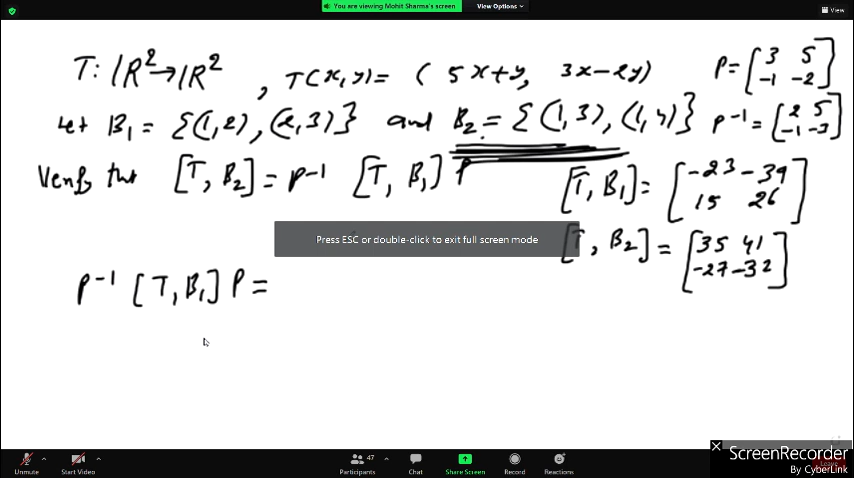 You are viewing Mohit Sharma's screen
View Options
View
T: IR² → IR², T(x,y) = ( 5x+y, 3x-2y)
P = [3 5
-1 -2]
Let B₁ = {(1,2), (2,3)} and B₂ = {(1,3), (1,4)}
P⁻¹ = [2 5
-1 -3]
Verify that [T, B₂] = P⁻¹ [T, B₁] P
[T, B₁] = [-23 -39
15 26]
Press ESC or double-click to exit full screen mode
[T, B₂] = [35 41
-27 -32]
P⁻¹ [T, B₁] P =
Unmute
Start Video
47
Participants
Chat
Share Screen
Record
Reactions
Leave
ScreenRecorder
By CyberLink